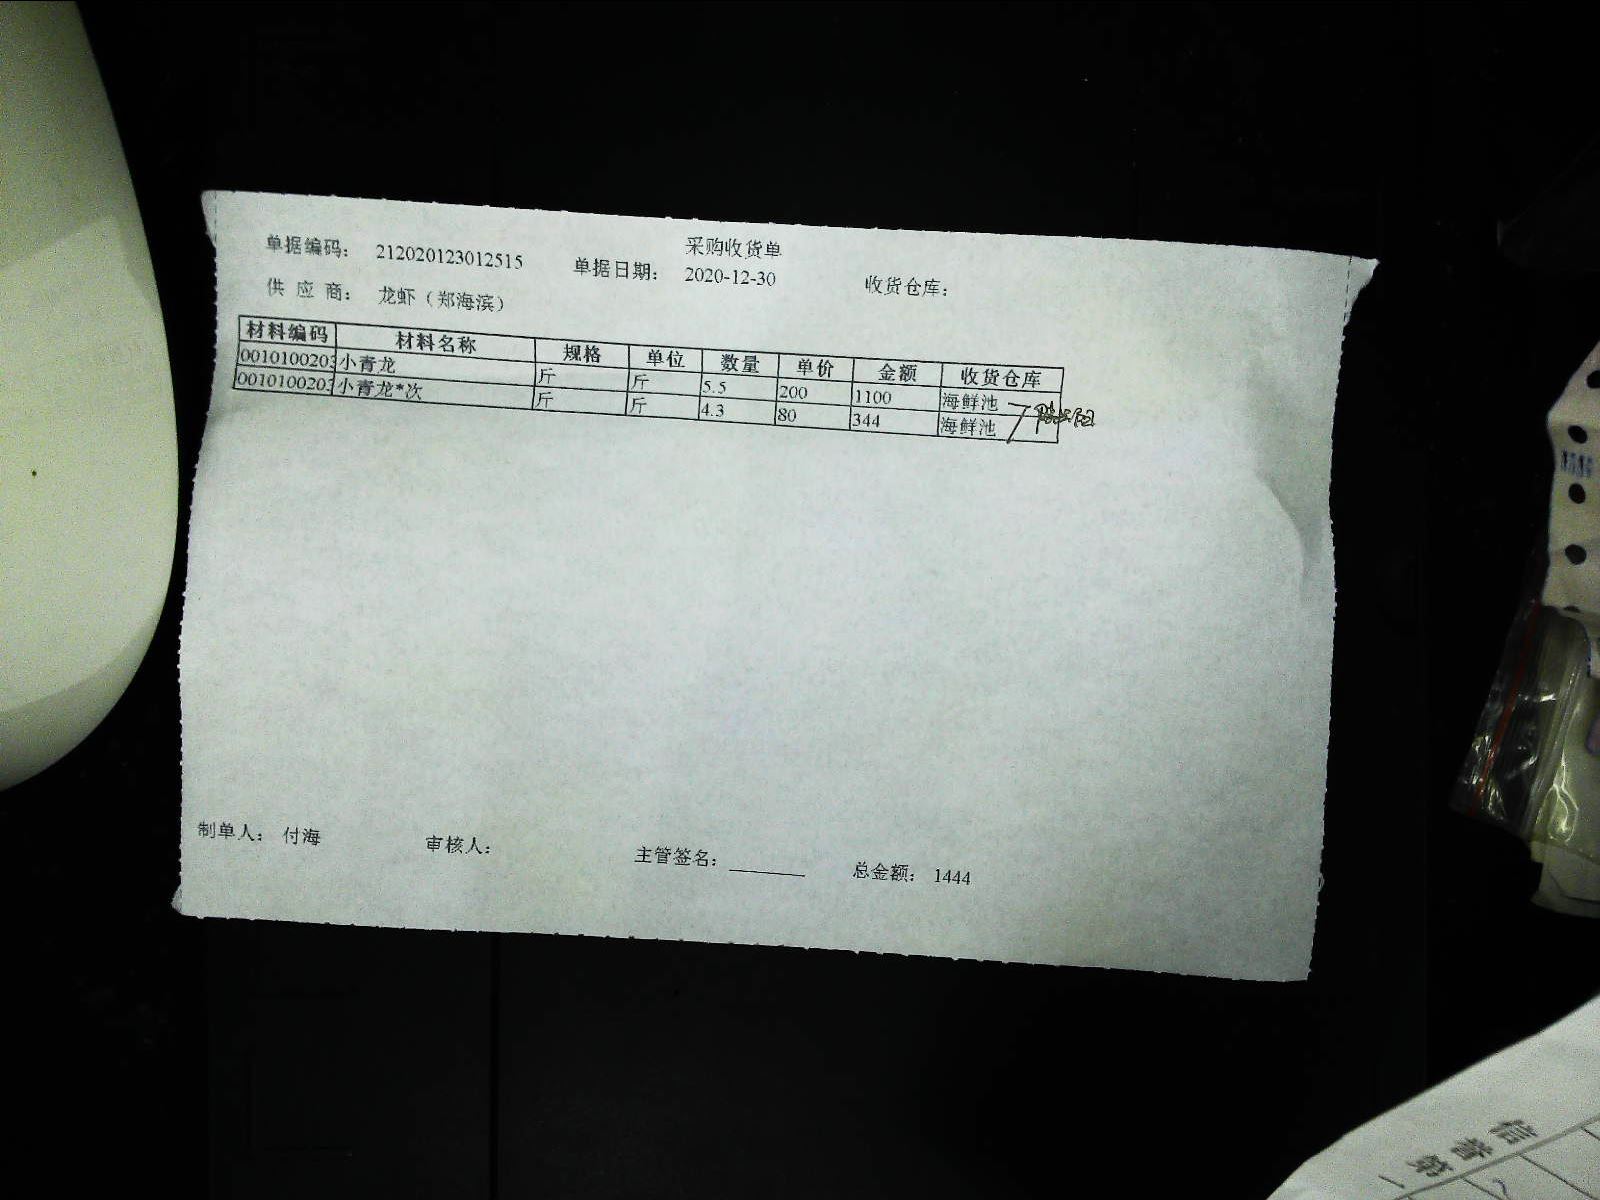 采购收货单
单据编码： 212020123012515 单据日期： 2020-12-30 收货仓库：
供 应 商： 龙虾（郑海滨）
材料编码 材料名称 规格 单位 数量 单价 金额 收货仓库
0010100203 小青龙 斤 斤 5.5 200 1100 海鲜池
0010100203 小青龙*次 斤 斤 4.3 80 344 海鲜池
制单人： 付海 审核人： 主管签名： 总金额： 1444